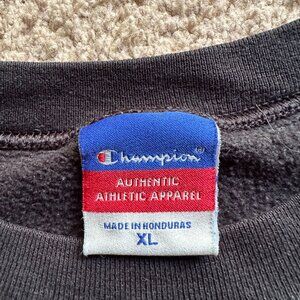 Champion
AUTHENTIC
ATHLETIC APPAREL
MADE IN HONDURAS
XL